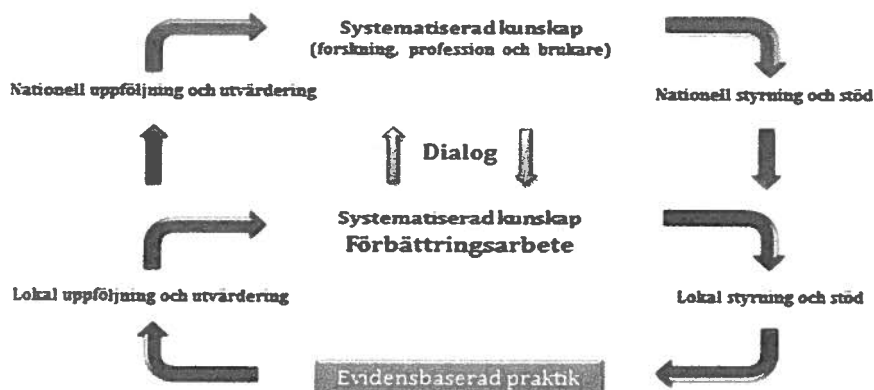 Systematiserad kunskap
(forskning, profession och brukare)
Nationell uppföljning och utvärdering
Nationell styrning och stöd
Dialog
Systematiserad kunskap
Förbättringsarbete
Lokal uppföljning och utvärdering
Lokal styrning och stöd
Evidensbaserad praktik